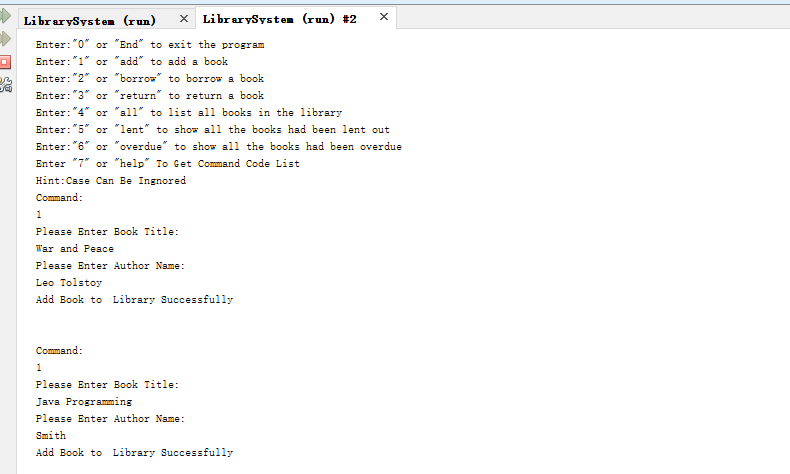 LibrarySystem (run) × LibrarySystem (run) #2 ×
Enter:"0" or "End" to exit the program
Enter:"1" or "add" to add a book
Enter:"2" or "borrow" to borrow a book
Enter:"3" or "return" to return a book
Enter:"4" or "all" to list all books in the library
Enter:"5" or "lent" to show all the books had been lent out
Enter:"6" or "overdue" to show all the books had been overdue
Enter "7" or "help" To Get Command Code List
Hint:Case Can Be Ingnored
Command:
1
Please Enter Book Title:
War and Peace
Please Enter Author Name:
Leo Tolstoy
Add Book to  Library Successfully
Command:
1
Please Enter Book Title:
Java Programming
Please Enter Author Name:
Smith
Add Book to  Library Successfully